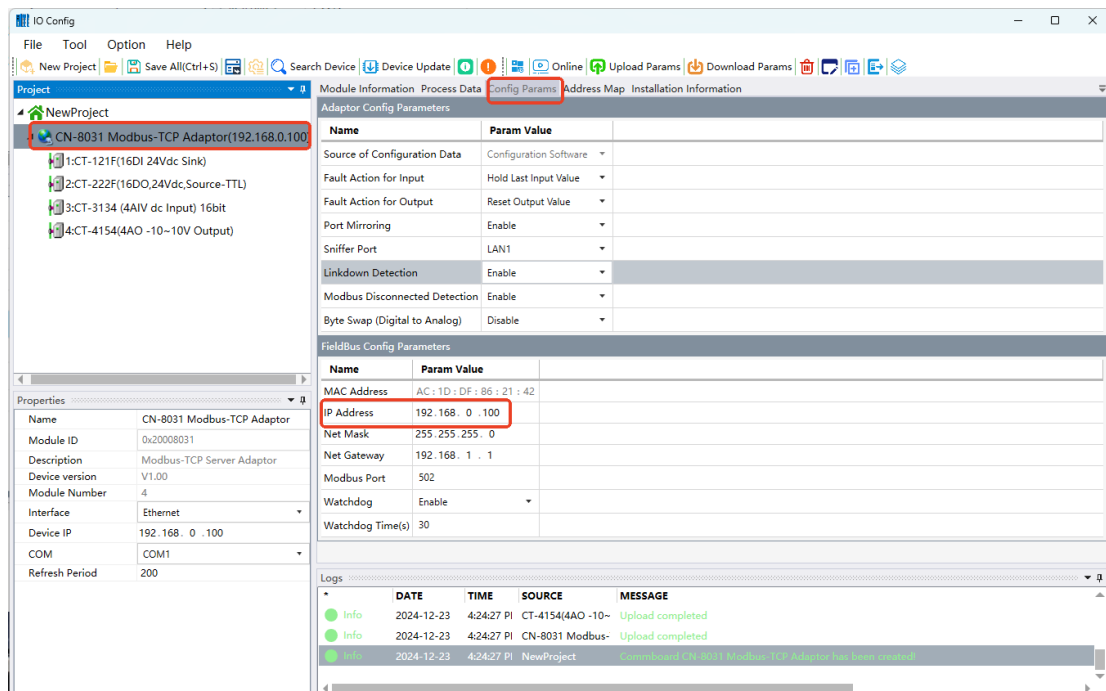 IO Config
File Tool Option Help
New Project Save All(Ctrl+S) Search Device Device Update Online Upload Params Download Params
Project
NewProject
CN-8031 Modbus-TCP Adaptor(192.168.0.100)
1:CT-121F(16DI 24Vdc Sink)
2:CT-222F(16DO,24Vdc,Source-TTL)
3:CT-3134 (4AIV dc Input) 16bit
4:CT-4154(4AO -10~10V Output)
Properties
Name CN-8031 Modbus-TCP Adaptor
Module ID 0x20008031
Description Modbus-TCP Server Adaptor
Device version V1.00
Module Number 4
Interface Ethernet
Device IP 192.168. 0 .100
COM COM1
Refresh Period 200
Module Information Process Data Config Params Address Map Installation Information
Adaptor Config Parameters
Name Param Value
Source of Configuration Data Configuration Software
Fault Action for Input Hold Last Input Value
Fault Action for Output Reset Output Value
Port Mirroring Enable
Sniffer Port LAN1
Linkdown Detection Enable
Modbus Disconnected Detection Enable
Byte Swap (Digital to Analog) Disable
FieldBus Config Parameters
Name Param Value
MAC Address AC : 1D : DF : 86 : 21 : 42
IP Address 192.168. 0 .100
Net Mask 255.255.255. 0
Net Gateway 192.168. 1 . 1
Modbus Port 502
Watchdog Enable
Watchdog Time(s) 30
Logs
* DATE TIME SOURCE MESSAGE
Info 2024-12-23 4:24:27 PI CT-4154(4AO -10~ Upload completed
Info 2024-12-23 4:24:27 PI CN-8031 Modbus- Upload completed
Info 2024-12-23 4:24:27 PI NewProject Commboard CN-8031 Modbus-TCP Adaptor has been created!